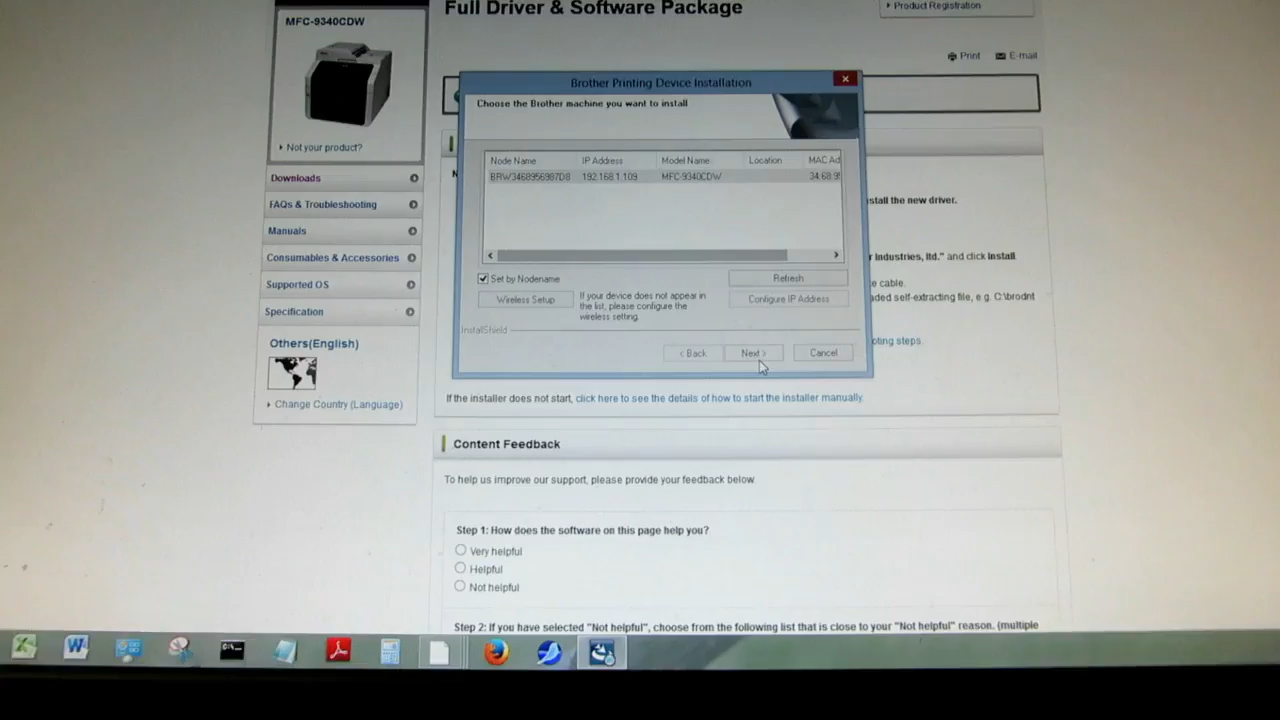 Full Driver & Software Package
Product Registration
MFC-9340CDW
Print
E-mail
Not your product?
Downloads
FAQs & Troubleshooting
Manuals
Consumables & Accessories
Supported OS
Specification
Others(English)
Change Country (Language)
Brother Printing Device Installation
Choose the Brother machine you want to install
Node Name IP Address Model Name Location MAC Ad
BRW3468956987D8 192.168.1.109 MFC-9340CDW 34:68:9
Set by Nodename
Refresh
Wireless Setup
If your device does not appear in
the list, please configure the
wireless setting.
Configure IP Address
InstallShield
< Back
Next >
Cancel
N
stall the new driver.
r Industries, ltd." and click Install
e cable.
aded self-extracting file, e.g. C:\brodnt
oting steps.
If the installer does not start, click here to see the details of how to start the installer manually.
Content Feedback
To help us improve our support, please provide your feedback below.
Step 1: How does the software on this page help you?
Very helpful
Helpful
Not helpful
Step 2: If you have selected "Not helpful", choose from the following list that is close to your "Not helpful" reason. (multiple